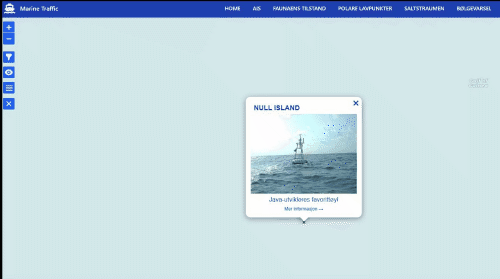 Marine Traffic
HOME
AIS
FAUNAENS TILSTAND
POLARE LAVPUNKTER
SALTSTRAUMEN
BØLGEVARSEL
NULL ISLAND
Java-utvikleres favorittøy!
Mer informasjon →